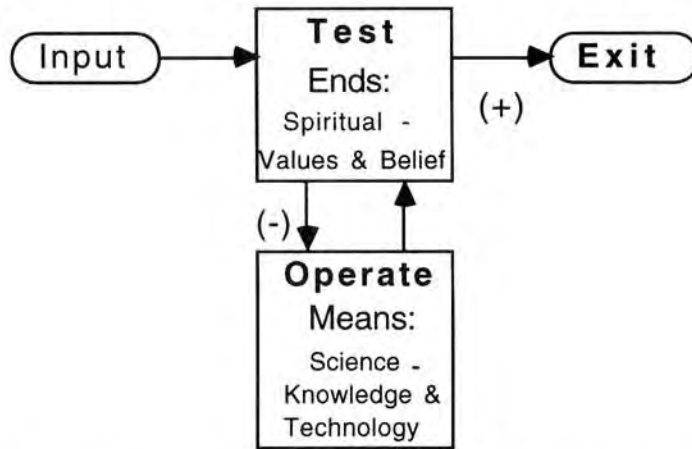 Input
Test
Ends:
Spiritual -
Values & Belief
Exit
(+)
(-)
Operate
Means:
Science -
Knowledge &
Technology